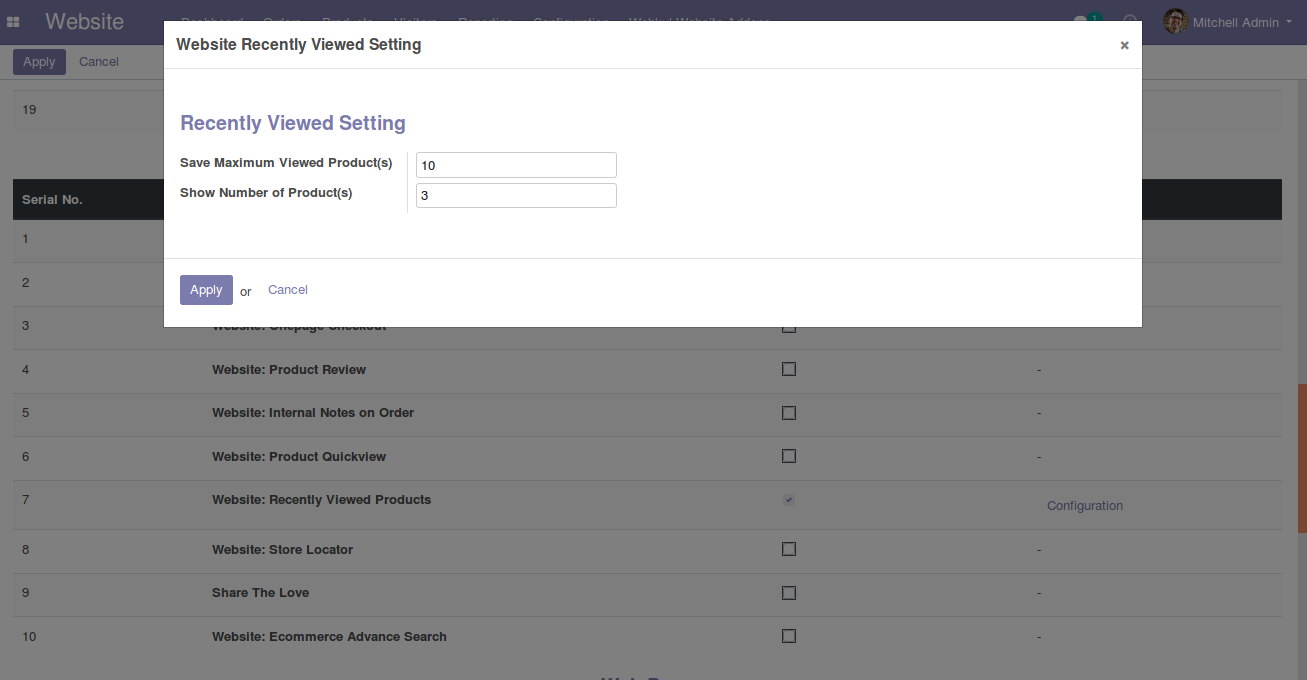 Website Dashboard Orders Products Visitors Reporting Configuration Webkul Website Addons 1 Mitchell Admin
Website Recently Viewed Setting ×
Apply Cancel
19
Recently Viewed Setting
Save Maximum Viewed Product(s) 10
Show Number of Product(s) 3
Serial No.
1
2
Apply or Cancel
3 Website: Onepage Checkout
4 Website: Product Review -
5 Website: Internal Notes on Order -
6 Website: Product Quickview -
7 Website: Recently Viewed Products Configuration
8 Website: Store Locator -
9 Share The Love -
10 Website: Ecommerce Advance Search -